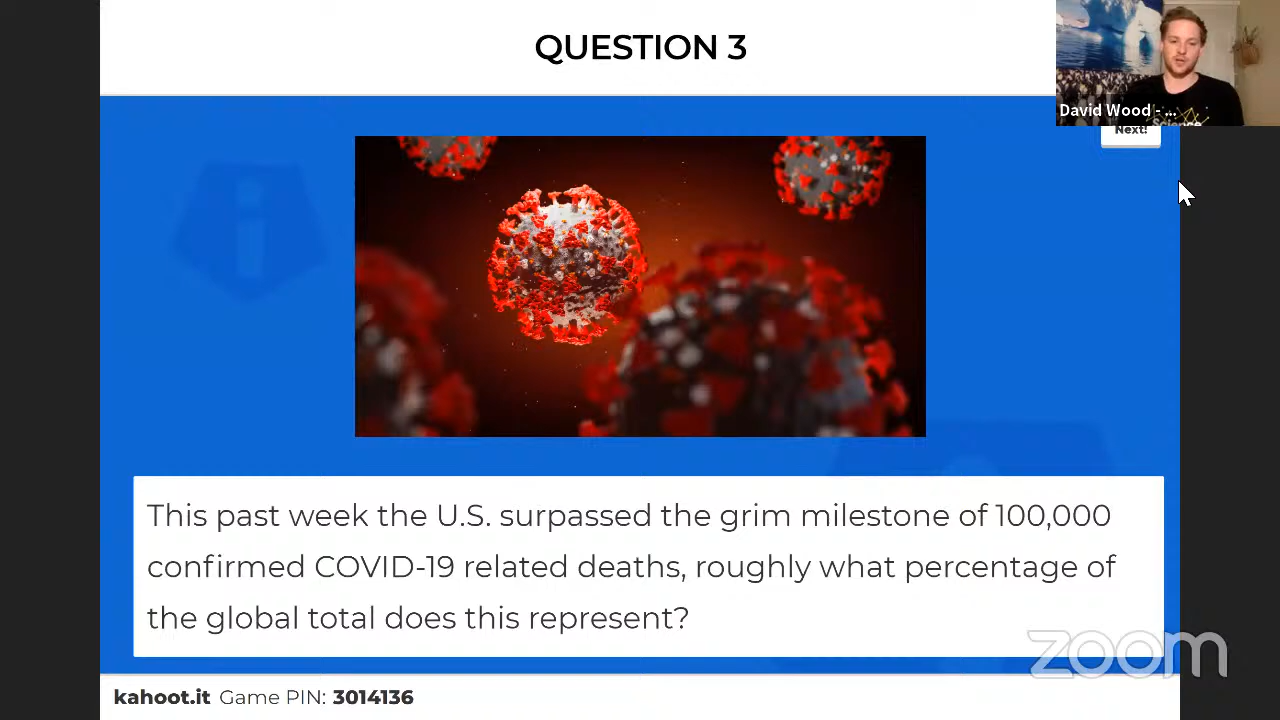 QUESTION 3
David Wood - ...
Science
Next!
This past week the U.S. surpassed the grim milestone of 100,000
confirmed COVID-19 related deaths, roughly what percentage of
the global total does this represent?
zoom
kahoot.it Game PIN: 3014136